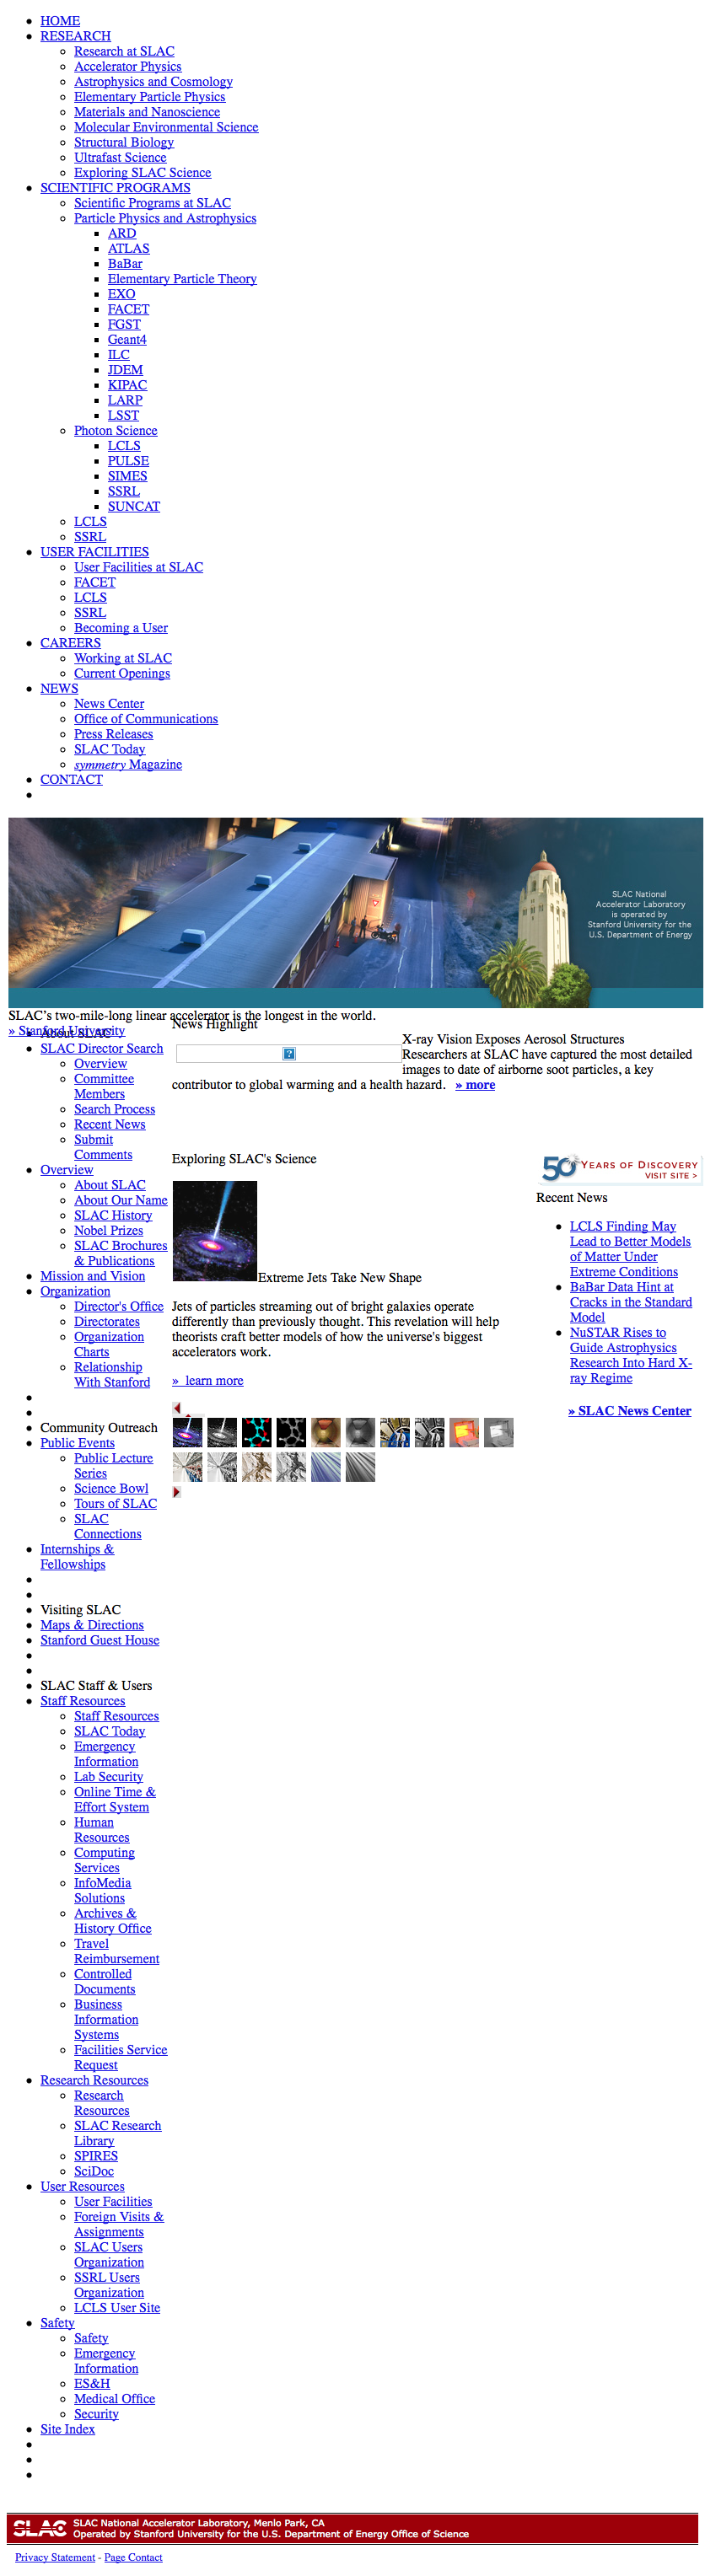 HOME
RESEARCH
Research at SLAC
Accelerator Physics
Astrophysics and Cosmology
Elementary Particle Physics
Materials and Nanoscience
Molecular Environmental Science
Structural Biology
Ultrafast Science
Exploring SLAC Science
SCIENTIFIC PROGRAMS
Scientific Programs at SLAC
Particle Physics and Astrophysics
ARD
ATLAS
BaBar
Elementary Particle Theory
EXO
FACET
FGST
Geant4
ILC
JDEM
KIPAC
LARP
LSST
Photon Science
LCLS
PULSE
SIMES
SSRL
SUNCAT
LCLS
SSRL
USER FACILITIES
User Facilities at SLAC
FACET
LCLS
SSRL
Becoming a User
CAREERS
Working at SLAC
Current Openings
NEWS
News Center
Office of Communications
Press Releases
SLAC Today
symmetry Magazine
CONTACT
SLAC National
Accelerator Laboratory
is operated by
Stanford University for the
U.S. Department of Energy
SLAC's two-mile-long linear accelerator is the longest in the world.
» Stanford University
About SLAC
SLAC Director Search
Overview
Committee
Members
Search Process
Recent News
Submit
Comments
Overview
About SLAC
About Our Name
SLAC History
Nobel Prizes
SLAC Brochures
& Publications
Mission and Vision
Organization
Director's Office
Directorates
Organization
Charts
Relationship
With Stanford
Community Outreach
Public Events
Public Lecture
Series
Science Bowl
Tours of SLAC
SLAC
Connections
Internships &
Fellowships
Visiting SLAC
Maps & Directions
Stanford Guest House
SLAC Staff & Users
Staff Resources
Staff Resources
SLAC Today
Emergency
Information
Lab Security
Online Time &
Effort System
Human
Resources
Computing
Services
InfoMedia
Solutions
Archives &
History Office
Travel
Reimbursement
Controlled
Documents
Business
Information
Systems
Facilities Service
Request
Research Resources
Research
Resources
SLAC Research
Library
SPIRES
SciDoc
User Resources
User Facilities
Foreign Visits &
Assignments
SLAC Users
Organization
SSRL Users
Organization
LCLS User Site
Safety
Safety
Emergency
Information
ES&H
Medical Office
Security
Site Index
News Highlight
X-ray Vision Exposes Aerosol Structures
Researchers at SLAC have captured the most detailed
images to date of airborne soot particles, a key
contributor to global warming and a health hazard. » more
Exploring SLAC's Science
Extreme Jets Take New Shape
Jets of particles streaming out of bright galaxies operate
differently than previously thought. This revelation will help
theorists craft better models of how the universe's biggest
accelerators work.
» learn more
50 YEARS OF DISCOVERY
VISIT SITE >
Recent News
LCLS Finding May
Lead to Better Models
of Matter Under
Extreme Conditions
BaBar Data Hint at
Cracks in the Standard
Model
NuSTAR Rises to
Guide Astrophysics
Research Into Hard X-
ray Regime
» SLAC News Center
SLAC SLAC National Accelerator Laboratory, Menlo Park, CA
Operated by Stanford University for the U.S. Department of Energy Office of Science
Privacy Statement - Page Contact